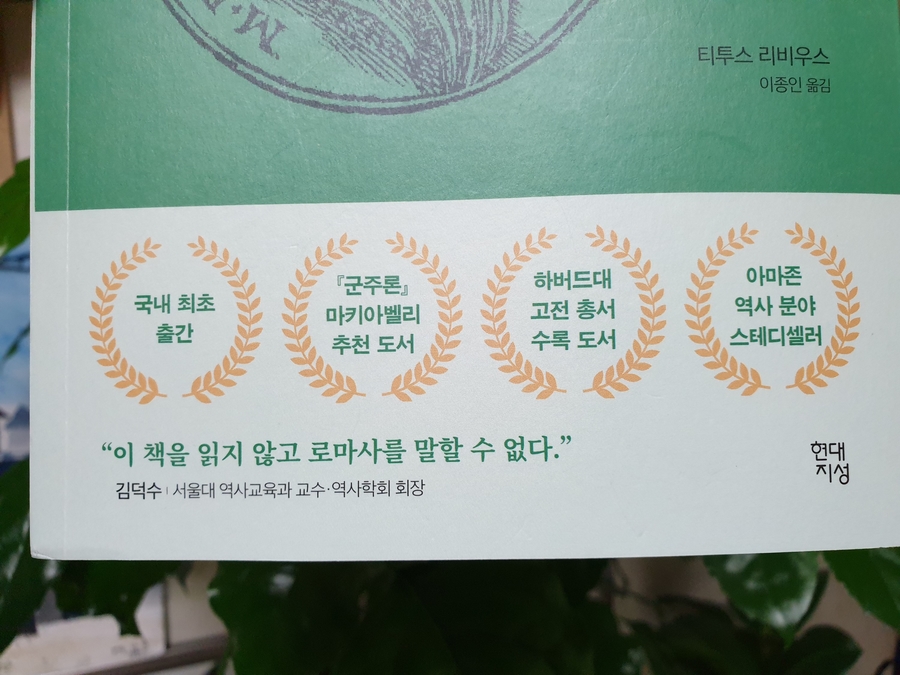 M.
티투스 리비우스
이종인 옮김
국내 최초
출간
『군주론』
마키아벨리
추천 도서
하버드대
고전 총서
수록 도서
아마존
역사 분야
스테디셀러
“이 책을 읽지 않고 로마사를 말할 수 없다.”
김덕수 | 서울대 역사교육과 교수·역사학회 회장
현대
지성